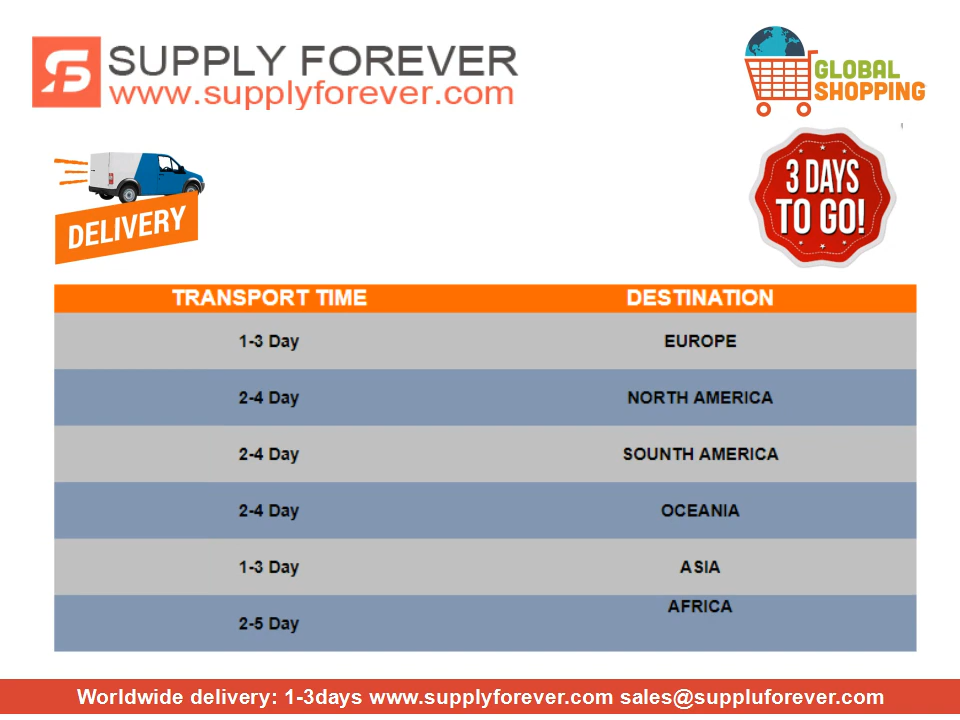 SUPPLY FOREVER
www.supplyforever.com
GLOBAL
SHOPPING
DELIVERY
3 DAYS
TO GO!
TRANSPORT TIME DESTINATION
1-3 Day EUROPE
2-4 Day NORTH AMERICA
2-4 Day SOUNTH AMERICA
2-4 Day OCEANIA
1-3 Day ASIA
2-5 Day AFRICA
Worldwide delivery: 1-3days www.supplyforever.com sales@suppluforever.com